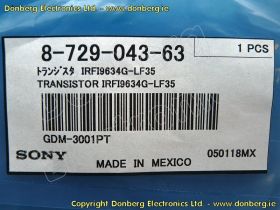 Donberg Electronics Ltd / www.donberg.ie
8-729-043-63
1 PCS
トランジスタ IRFI9634G-LF35
TRANSISTOR IRFI9634G-LF35
GDM-3001PT
SONY
050118MX
MADE IN MEXICO
Donberg Electronics Ltd / www.donberg.ie